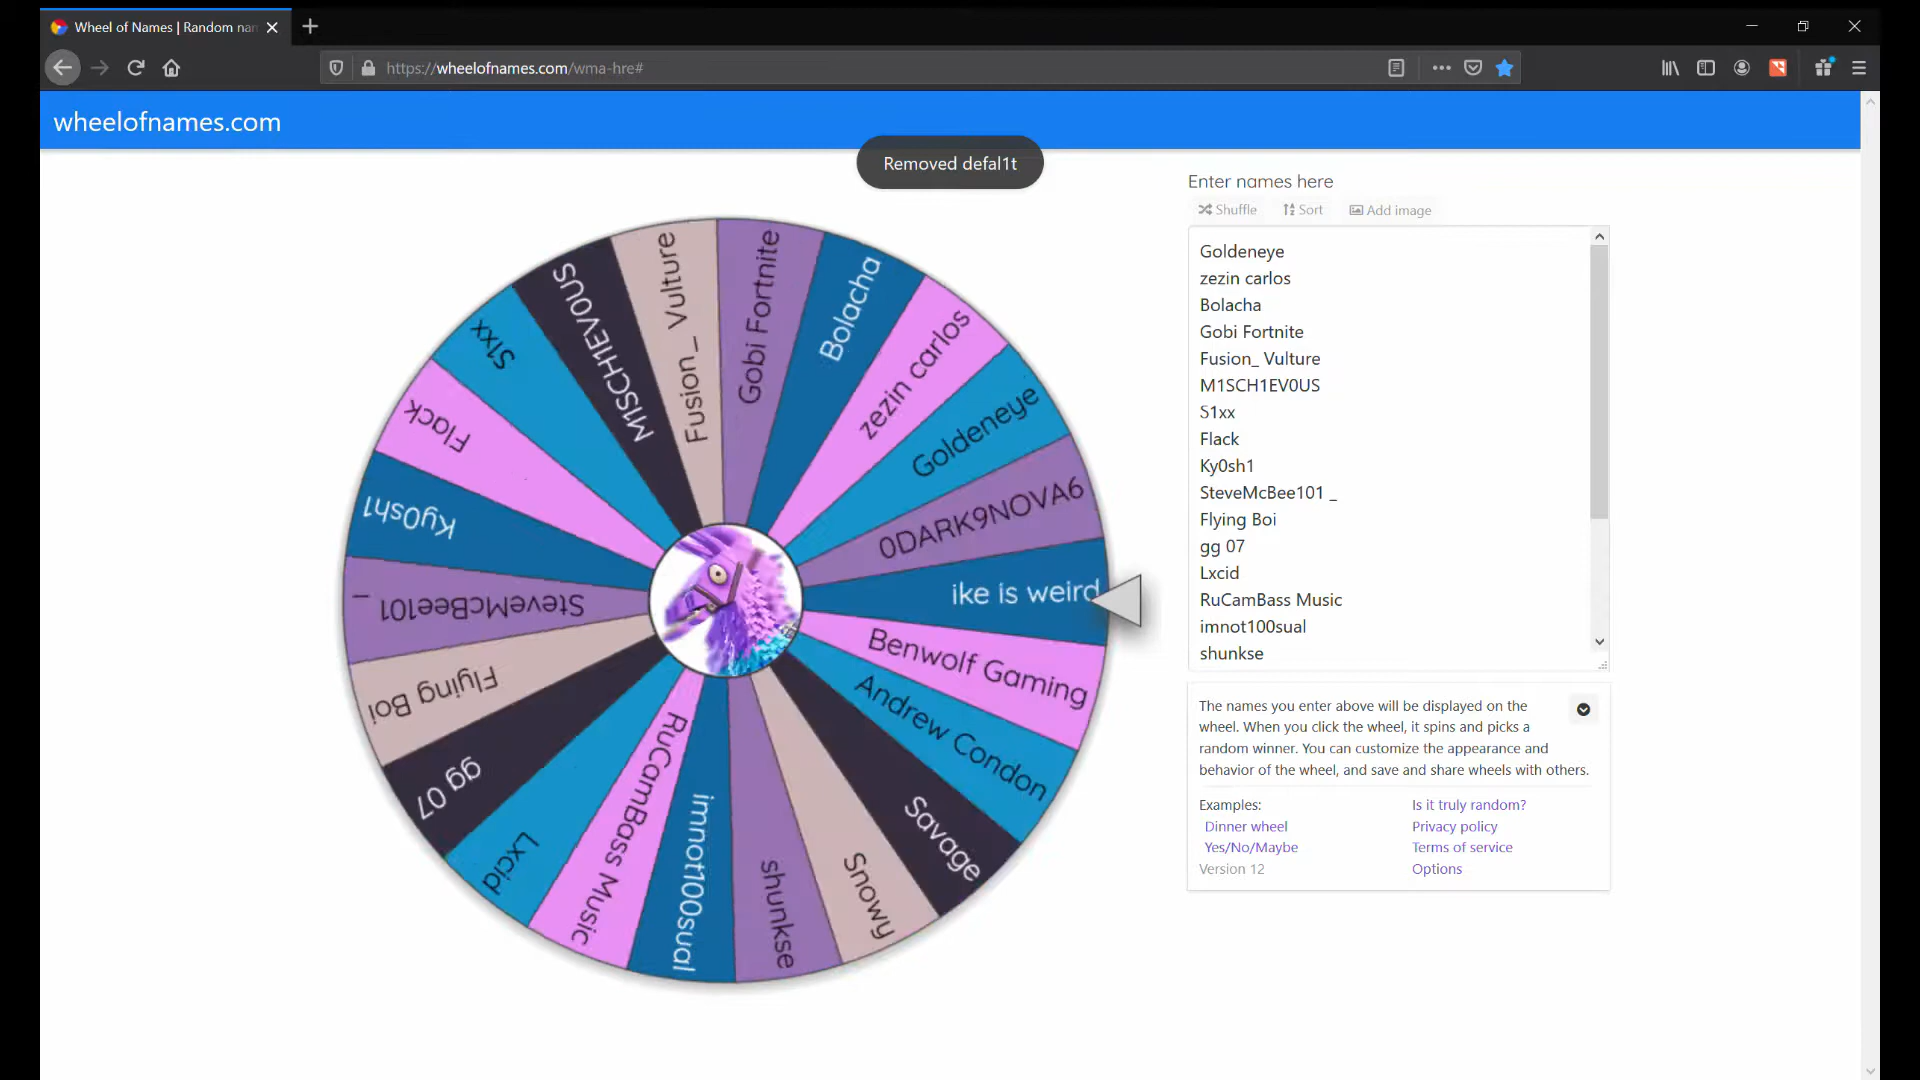 Wheel of Names | Random nar
https://wheelofnames.com/wma-hre#
wheelofnames.com
Removed defal1t
Enter names here
Shuffle
Sort
Add image
Goldeneye
zezin carlos
Bolacha
Gobi Fortnite
Fusion_ Vulture
M1SCH1EV0US
S1xx
Flack
Ky0sh1
SteveMcBee101 _
Flying Boi
gg 07
Lxcid
RuCamBass Music
imnot100sual
shunkse
Gobi Fortnite
Bolacha
zezin carlos
Goldeneye
0DARK9NOVA6
ike is weird
Benwolf Gaming
Andrew Condon
Savage
Snowy
shunkse
imnot100sual
RuCamBass Music
Lxcid
gg 07
Flying Boi
SteveMcBee101 _
Ky0sh1
Flack
S1xx
M1SCH1EV0US
Fusion_ Vulture
The names you enter above will be displayed on the
wheel. When you click the wheel, it spins and picks a
random winner. You can customize the appearance and
behavior of the wheel, and save and share wheels with others.
Examples:
Dinner wheel
Yes/No/Maybe
Version 12
Is it truly random?
Privacy policy
Terms of service
Options